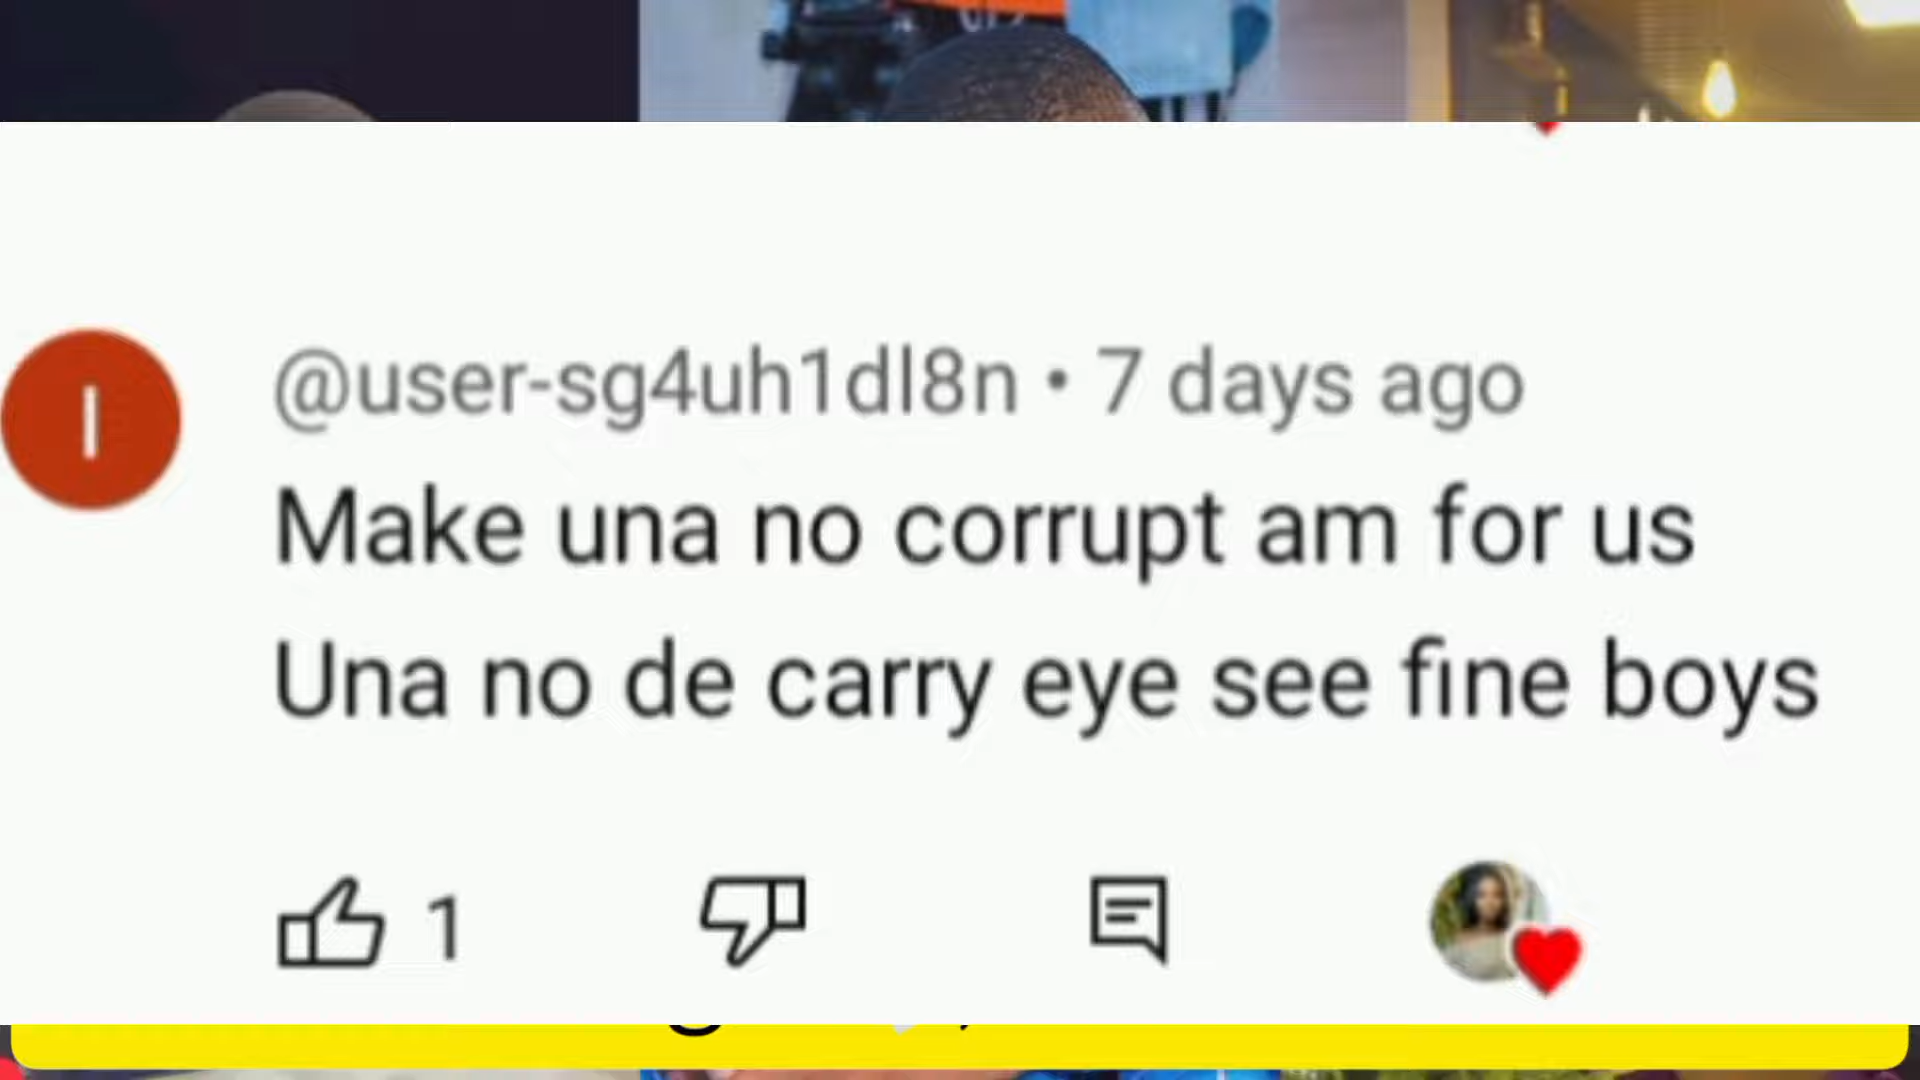 I
@user-sg4uh1dl8n • 7 days ago
Make una no corrupt am for us
Una no de carry eye see fine boys
1